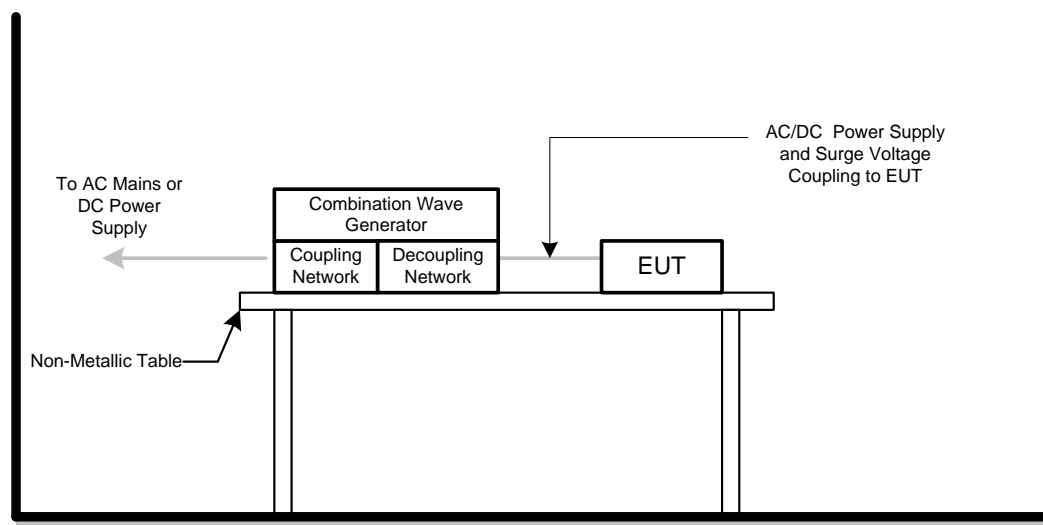 AC/DC Power Supply
and Surge Voltage
Coupling to EUT
To AC Mains or
DC Power
Supply
Combination Wave
Generator
Coupling
Network
Decoupling
Network
EUT
Non-Metallic Table